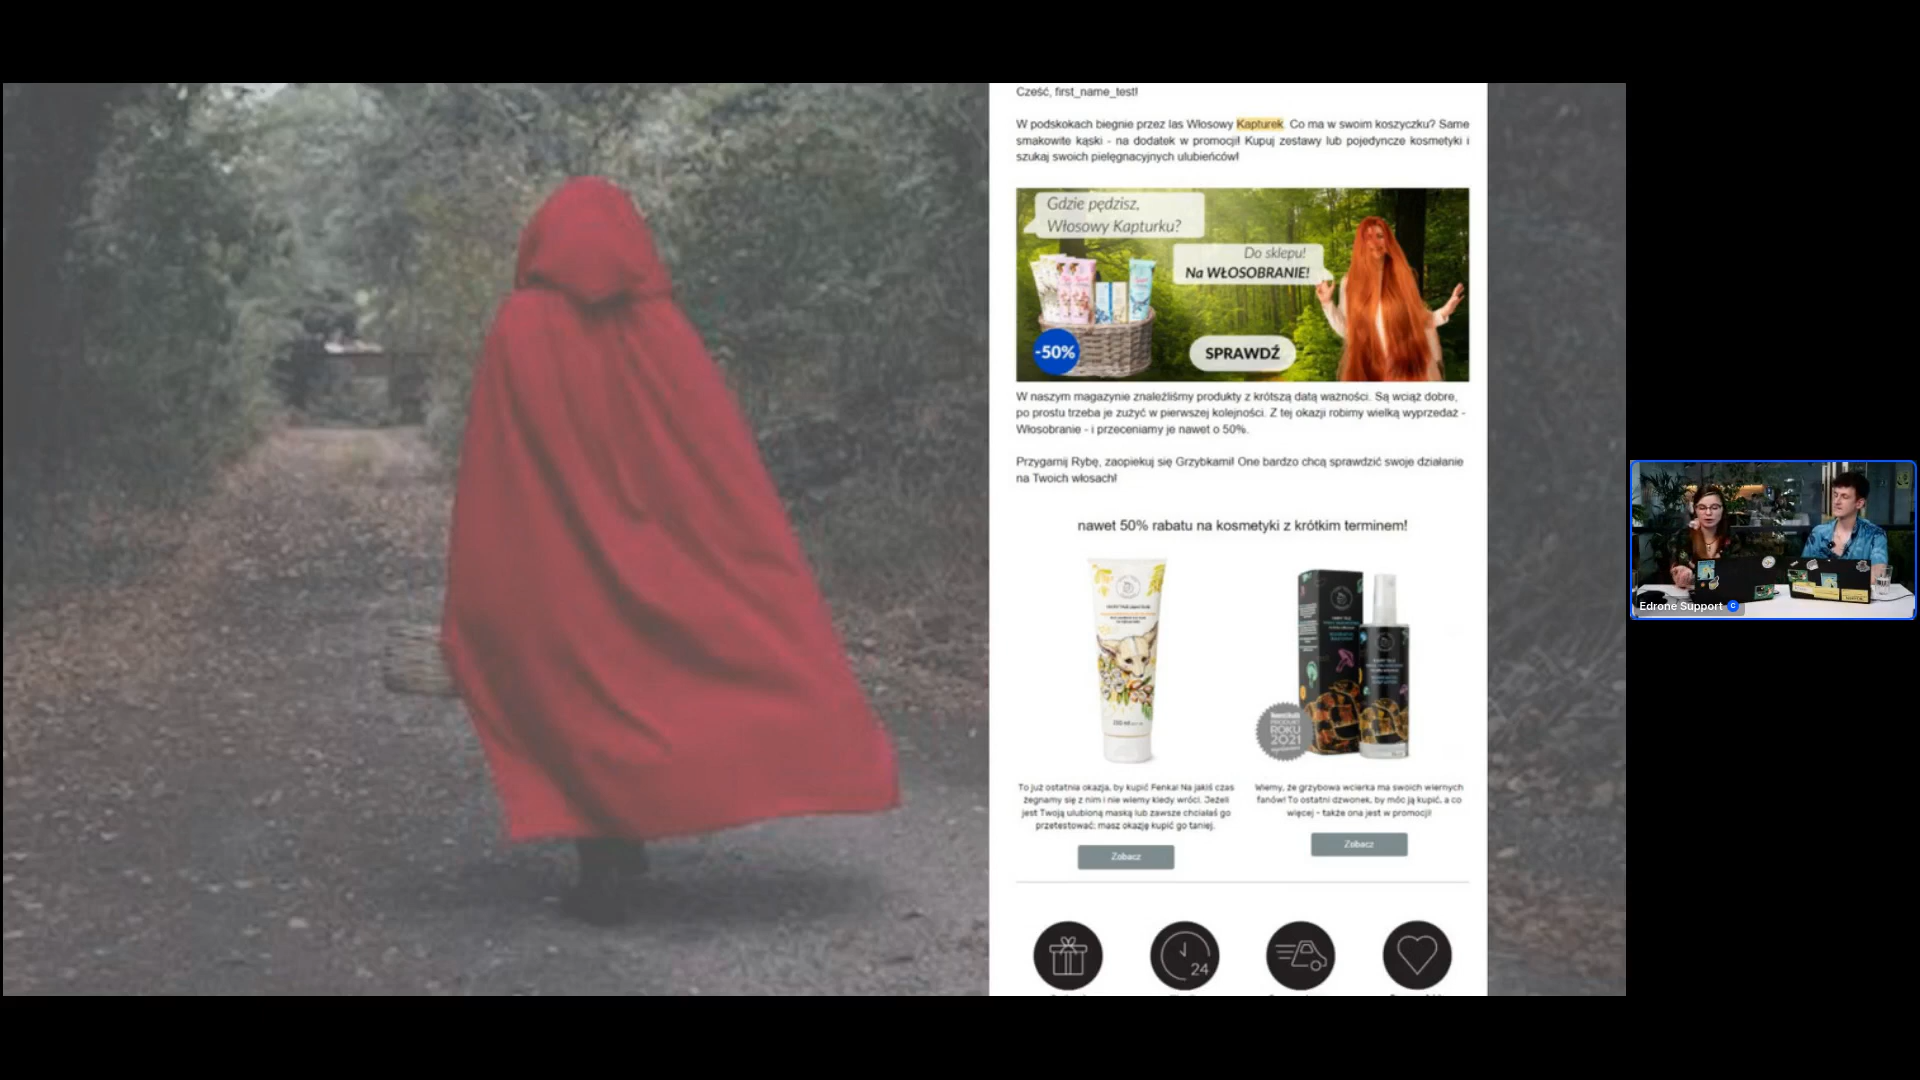 Cześć, first_name_test!
W podskokach biegnie przez las Włosowy Kapturek. Co ma w swoim koszyczku? Same
smakowite kąski - na dodatek w promocji! Kupuj zestawy lub pojedyncze kosmetyki i
szukaj swoich pielęgnacyjnych ulubieńców!
Gdzie pędzisz,
Włosowy Kapturku?
Do sklepu!
Na WŁOSOBRANIE!
-50%
SPRAWDŹ
W naszym magazynie znaleźliśmy produkty z krótszą datą ważności. Są wciąż dobre,
po prostu trzeba je zużyć w pierwszej kolejności. Z tej okazji robimy wielką wyprzedaż -
Włosobranie - i przeceniamy je nawet o 50%.
Przygarnij Rybę, zaopiekuj się Grzybkami! One bardzo chcą sprawdzić swoje działanie
na Twoich włosach!
nawet 50% rabatu na kosmetyki z krótkim terminem!
PRODUKT
ROKU
2021
To już ostatnia okazja, by kupić Fenka! Na jakiś czas
żegnamy się z nim i nie wiemy kiedy wróci. Jeżeli
jest Twoją ulubioną maską lub zawsze chciałaś go
przetestować; masz okazję kupić go taniej.
Zobacz
Wiemy, że grzybowa wcierka ma swoich wiernych
fanów! To ostatni dzwonek, by móc ją kupić, a co
więcej - także ona jest w promocji!
Zobacz
24
Edrone Support